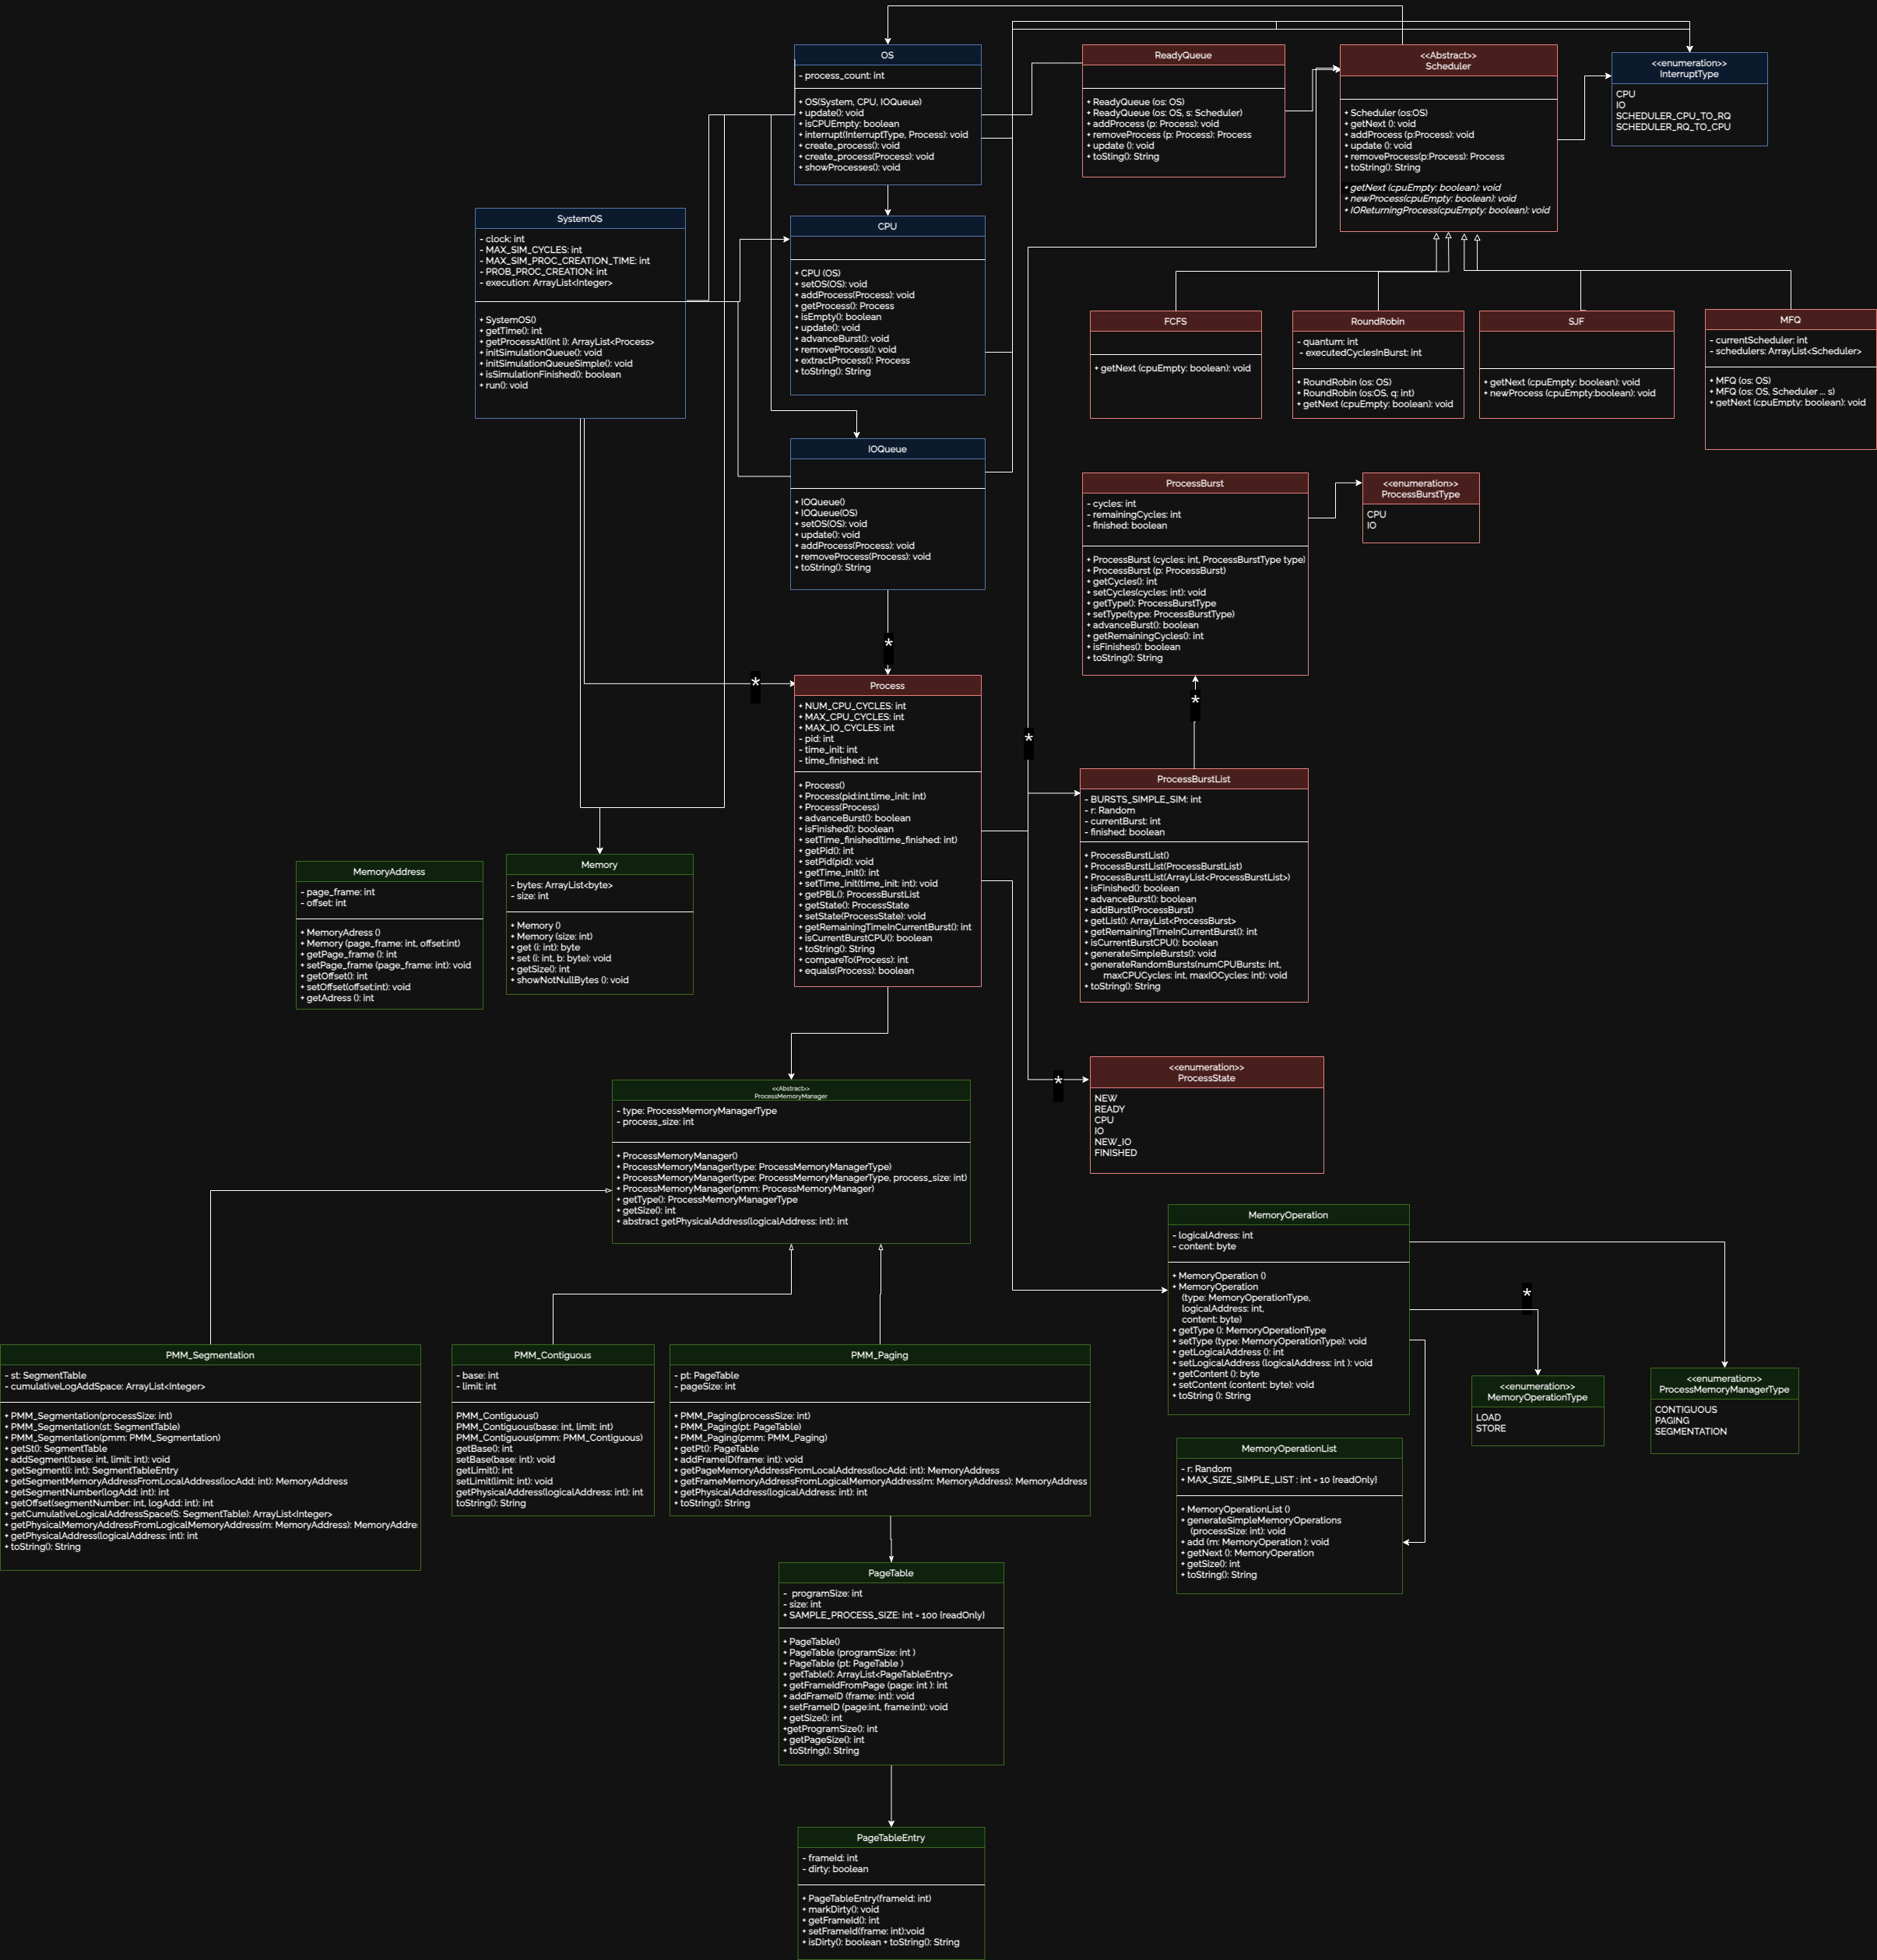 OS
- process_count: int
+ OS(System, CPU, IOQueue)
+ update(): void
+ isCPUEmpty: boolean
+ interrupt(InterruptType, Process): void
+ create_process(): void
+ create_process(Process): void
+ showProcesses(): void
ReadyQueue
+ ReadyQueue (os: OS)
+ ReadyQueue (os: OS, s: Scheduler)
+ addProcess (p: Process): void
+ removeProcess (p: Process): Process
+ update (): void
+ toSting(): String
<<Abstract>>
Scheduler
+ Scheduler (os:OS)
+ getNext (): void
+ addProcess (p:Process): void
+ update (): void
+ removeProcess(p:Process): Process
+ toString(): String
+ getNext (cpuEmpty: boolean): void
+ newProcess(cpuEmpty: boolean): void
+ IOReturningProcess(cpuEmpty: boolean): void
<<enumeration>>
InterruptType
CPU
IO
SCHEDULER_CPU_TO_RQ
SCHEDULER_RQ_TO_CPU
SystemOS
- clock: int
- MAX_SIM_CYCLES: int
- MAX_SIM_PROC_CREATION_TIME: int
- PROB_PROC_CREATION: int
- execution: ArrayList<Integer>
+ SystemOS()
+ getTime(): int
+ getProcessAtI(int i): ArrayList<Process>
+ initSimulationQueue(): void
+ initSimulationQueueSimple(): void
+ isSimulationFinished(): boolean
+ run(): void
CPU
+ CPU (OS)
+ setOS(OS): void
+ addProcess(Process): void
+ getProcess(): Process
+ isEmpty(): boolean
+ update(): void
+ advanceBurst(): void
+ removeProcess(): void
+ extractProcess(): Process
+ toString(): String
FCFS
+ getNext (cpuEmpty: boolean): void
RoundRobin
- quantum: int
- executedCyclesInBurst: int
+ RoundRobin (os: OS)
+ RoundRobin (os:OS, q: int)
+ getNext (cpuEmpty: boolean): void
SJF
+ getNext (cpuEmpty: boolean): void
+ newProcess (cpuEmpty:boolean): void
MFQ
- currentScheduler: int
- schedulers: ArrayList<Scheduler>
+ MFQ (os: OS)
+ MFQ (os: OS, Scheduler ... s)
+ getNext (cpuEmpty: boolean): void
IOQueue
+ IOQueue()
+ IOQueue(OS)
+ setOS(OS): void
+ update(): void
+ addProcess(Process): void
+ removeProcess(Process): void
+ toString(): String
ProcessBurst
- cycles: int
- remainingCycles: int
- finished: boolean
+ ProcessBurst (cycles: int, ProcessBurstType type)
+ ProcessBurst (p: ProcessBurst)
+ getCycles(): int
+ setCycles(cycles: int): void
+ getType(): ProcessBurstType
+ setType(type: ProcessBurstType)
+ advanceBurst(): boolean
+ getRemainingCycles(): int
+ isFinishes(): boolean
+ toString(): String
<<enumeration>>
ProcessBurstType
CPU
IO
*
*
*
*
Process
+ NUM_CPU_CYCLES: int
+ MAX_CPU_CYCLES: int
+ MAX_IO_CYCLES: int
- pid: int
- time_init: int
- time_finished: int
+ Process()
+ Process(pid:int,time_init: int)
+ Process(Process)
+ advanceBurst(): boolean
+ isFinished(): boolean
+ setTime_finished(time_finished: int)
+ getPid(): int
+ setPid(pid): void
+ getTime_init(): int
+ setTime_init(time_init: int): void
+ getPBL(): ProcessBurstList
+ getState(): ProcessState
+ setState(ProcessState): void
+ getRemainingTimeInCurrentBurst(): int
+ isCurrentBurstCPU(): boolean
+ toString(): String
+ compareTo(Process): int
+ equals(Process): boolean
ProcessBurstList
- BURSTS_SIMPLE_SIM: int
- r: Random
- currentBurst: int
- finished: boolean
+ ProcessBurstList()
+ ProcessBurstList(ProcessBurstList)
+ ProcessBurstList(ArrayList<ProcessBurstList>)
+ isFinished(): boolean
+ advanceBurst(): boolean
+ addBurst(ProcessBurst)
+ getList(): ArrayList<ProcessBurst>
+ getRemainingTimeInCurrentBurst(): int
+ isCurrentBurstCPU(): boolean
+ generateSimpleBursts(): void
+ generateRandomBursts(numCPUBursts: int,
maxCPUCycles: int, maxIOCycles: int): void
+ toString(): String
MemoryAddress
- page_frame: int
- offset: int
+ MemoryAdress ()
+ Memory (page_frame: int, offset:int)
+ getPage_frame (): int
+ setPage_frame (page_frame: int): void
+ getOffset(): int
+ setOffset(offset:int): void
+ getAdress (): int
Memory
- bytes: ArrayList<byte>
- size: int
+ Memory ()
+ Memory (size: int)
+ get (i: int): byte
+ set (i: int, b: byte): void
+ getSize(): int
+ showNotNullBytes (): void
*
<<enumeration>>
ProcessState
NEW
READY
CPU
IO
NEW_IO
FINISHED
<<Abstract>>
ProcessMemoryManager
- type: ProcessMemoryManagerType
- process_size: int
+ ProcessMemoryManager()
+ ProcessMemoryManager(type: ProcessMemoryManagerType)
+ ProcessMemoryManager(type: ProcessMemoryManagerType, process_size: int)
+ ProcessMemoryManager(pmm: ProcessMemoryManager)
+ getType(): ProcessMemoryManagerType
+ getSize(): int
+ abstract getPhysicalAddress(logicalAddress: int): int
MemoryOperation
- logicalAdress: int
- content: byte
+ MemoryOperation ()
+ MemoryOperation
(type: MemoryOperationType,
logicalAddress: int,
content: byte)
+ getType (): MemoryOperationType
+ setType (type: MemoryOperationType): void
+ getLogicalAddress (): int
+ setLogicalAddress (logicalAddress: int ): void
+ getContent (): byte
+ setContent (content: byte): void
+ toString (): String
*
<<enumeration>>
MemoryOperationType
LOAD
STORE
<<enumeration>>
ProcessMemoryManagerType
CONTIGUOUS
PAGING
SEGMENTATION
PMM_Segmentation
- st: SegmentTable
- cumulativeLogAddSpace: ArrayList<Integer>
+ PMM_Segmentation(processSize: int)
+ PMM_Segmentation(st: SegmentTable)
+ PMM_Segmentation(pmm: PMM_Segmentation)
+ getSt(): SegmentTable
+ addSegment(base: int, limit: int): void
+ getSegment(i: int): SegmentTableEntry
+ getSegmentMemoryAddressFromLocalAddress(locAdd: int): MemoryAddress
+ getSegmentNumber(logAdd: int): int
+ getOffset(segmentNumber: int, logAdd: int): int
+ getCumulativeLogicalAddressSpace(S: SegmentTable): ArrayList<Integer>
+ getPhysicalMemoryAddressFromLogicalMemoryAddress(m: MemoryAddress): MemoryAddre
+ getPhysicalAddress(logicalAddress: int): int
+ toString(): String
PMM_Contiguous
- base: int
- limit: int
PMM_Contiguous()
PMM_Contiguous(base: int, limit: int)
PMM_Contiguous(pmm: PMM_Contiguous)
getBase(): int
setBase(base: int): void
getLimit(): int
setLimit(limit: int): void
getPhysicalAddress(logicalAddress: int): int
toString(): String
PMM_Paging
- pt: PageTable
- pageSize: int
+ PMM_Paging(processSize: int)
+ PMM_Paging(pt: PageTable)
+ PMM_Paging(pmm: PMM_Paging)
+ getPt(): PageTable
+ addFrameID(frame: int): void
+ getPageMemoryAddressFromLocalAddress(locAdd: int): MemoryAddress
+ getFrameMemoryAddressFromLogicalMemoryAddress(m: MemoryAddress): MemoryAddress
+ getPhysicalAddress(logicalAddress: int): int
+ toString(): String
MemoryOperationList
- r: Random
+ MAX_SIZE_SIMPLE_LIST : int = 10 {readOnly}
+ MemoryOperationList ()
+ generateSimpleMemoryOperations
(processSize: int): void
+ add (m: MemoryOperation ): void
+ getNext (): MemoryOperation
+ getSize(): int
+ toString(): String
PageTable
- programSize: int
- size: int
+ SAMPLE_PROCESS_SIZE: int = 100 {readOnly}
+ PageTable()
+ PageTable (programSize: int )
+ PageTable (pt: PageTable )
+ getTable(): ArrayList<PageTableEntry>
+ getFrameIdFromPage (page: int ): int
+ addFrameID (frame: int): void
+ setFrameID (page:int, frame:int): void
+ getSize(): int
+getProgramSize(): int
+ getPageSize(): int
+ toString(): String
PageTableEntry
- frameId: int
- dirty: boolean
+ PageTableEntry(frameId: int)
+ markDirty(): void
+ getFrameId(): int
+ setFrameId(frame: int):void
+ isDirty(): boolean + toString(): String